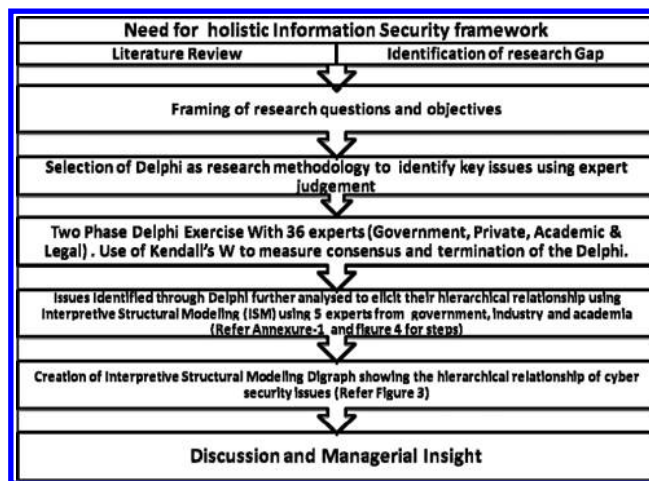 Need for holistic Information Security framework
Literature Review
Identification of research Gap
Framing of research questions and objectives
Selection of Delphi as research methodology to identify key issues using expert
judgement
Two Phase Delphi Exercise With 36 experts (Government, Private, Academic &
Legal) . Use of Kendall's W to measure consensus and termination of the Delphi.
Issues identified through Delphi further analysed to elicit their hierarchical relationship using
Interpretive Structural Modeling (ISM) using 5 experts from government, industry and academia
(Refer Annexure-1 and figure 4 for steps)
Creation of Interpretive Structural Modeling Digraph showing the hierarchical relationship of cyber
security issues (Refer Figure 3)
Discussion and Managerial Insight